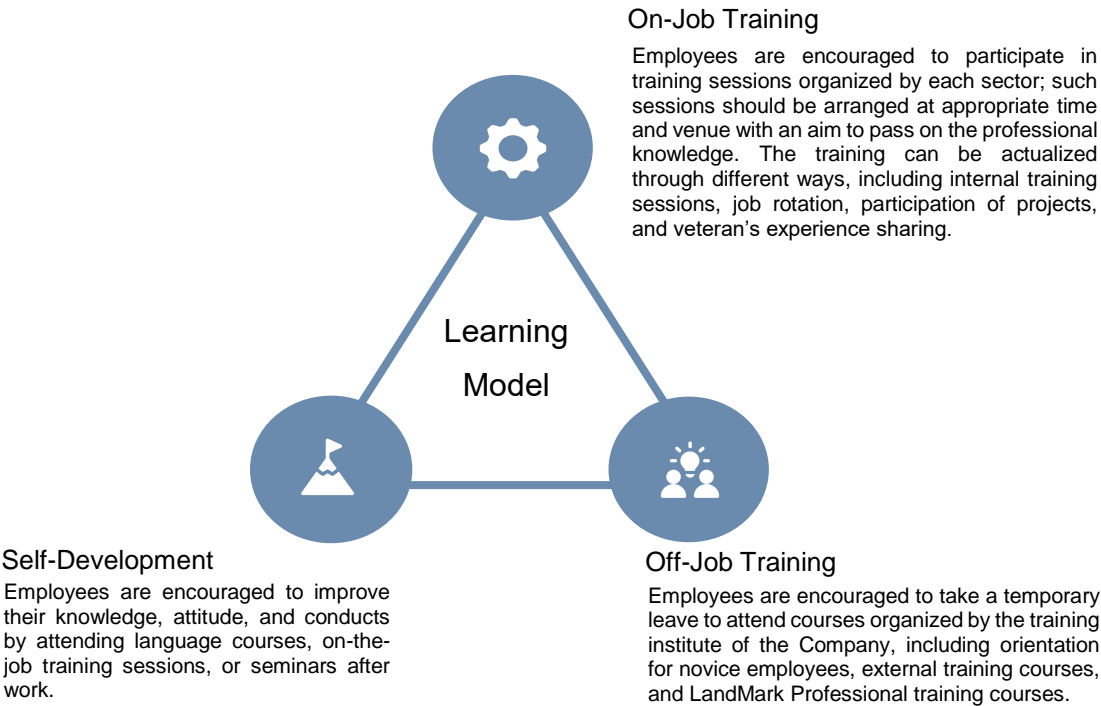 On-Job Training
Employees are encouraged to participate in
training sessions organized by each sector; such
sessions should be arranged at appropriate time
and venue with an aim to pass on the professional
knowledge. The training can be actualized
through different ways, including internal training
sessions, job rotation, participation of projects,
and veteran’s experience sharing.
Learning
Model
Self-Development
Employees are encouraged to improve
their knowledge, attitude, and conducts
by attending language courses, on-the-
job training sessions, or seminars after
work.
Off-Job Training
Employees are encouraged to take a temporary
leave to attend courses organized by the training
institute of the Company, including orientation
for novice employees, external training courses,
and LandMark Professional training courses.